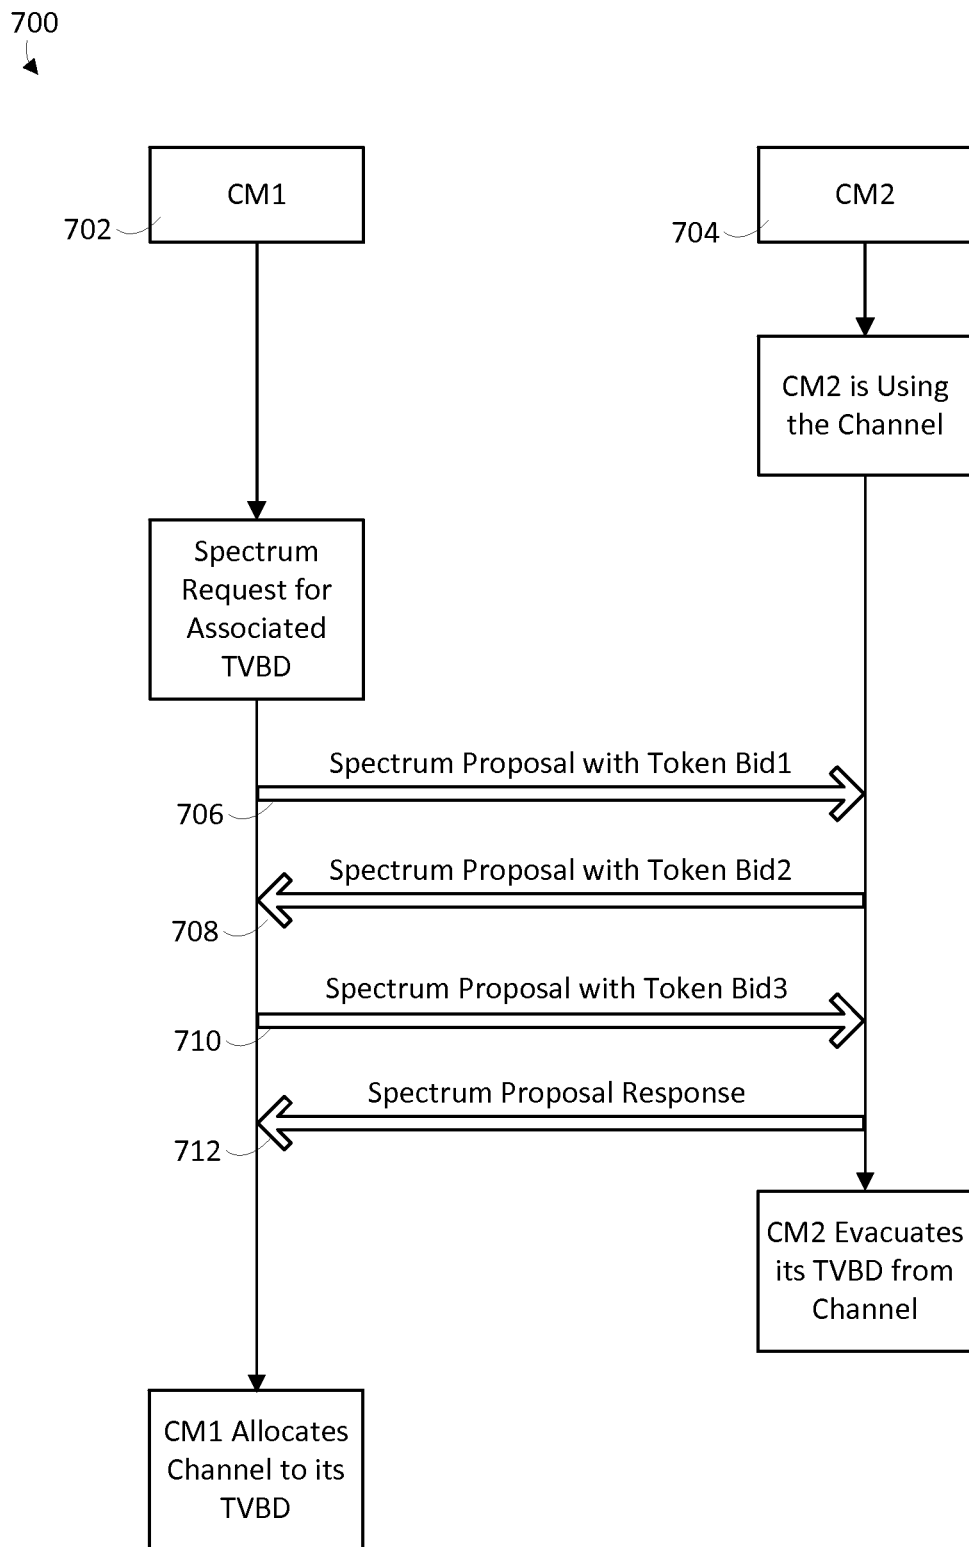 700
CM1
CM2
702
704
CM2 is Using
the Channel
Spectrum
Request for
Associated
TVBD
Spectrum Proposal with Token Bid1
706
Spectrum Proposal with Token Bid2
708
Spectrum Proposal with Token Bid3
710
Spectrum Proposal Response
712
CM2 Evacuates
its TVBD from
Channel
CM1 Allocates
Channel to its
TVBD